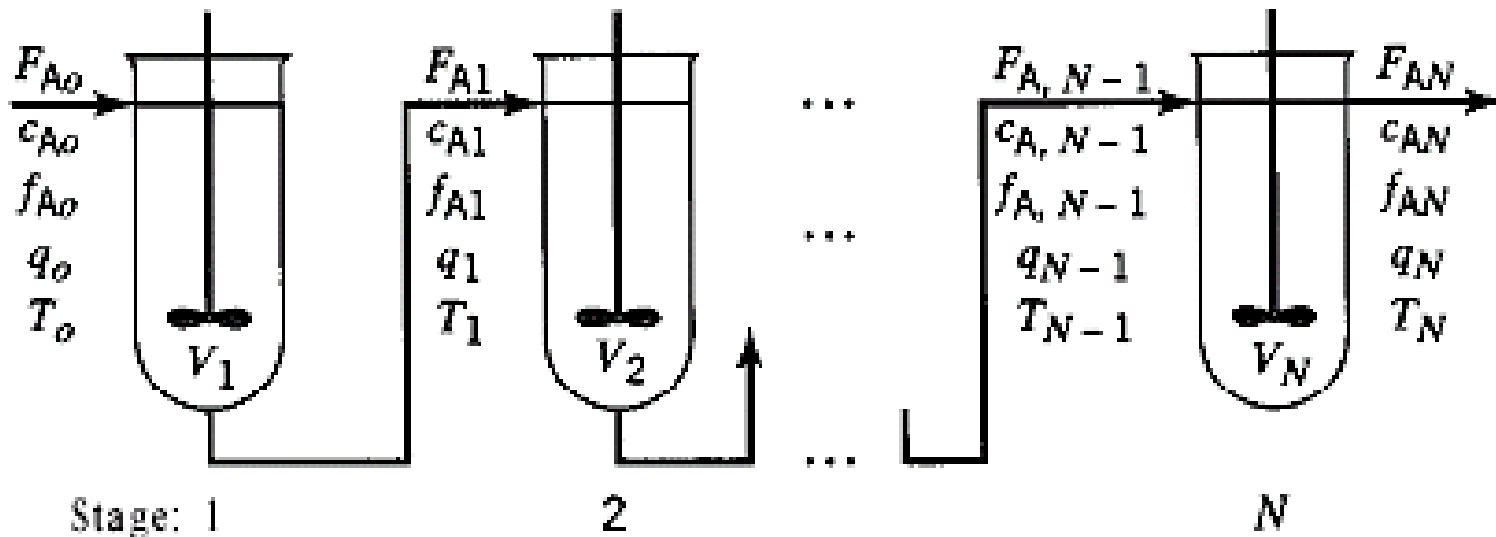 F_Ao
c_Ao
f_Ao
q_o
T_o
V_1
F_A1
c_A1
f_A1
q_1
T_1
V_2
...
...
...
F_A, N – 1
c_A, N – 1
f_A, N – 1
q_N – 1
T_N – 1
V_N
F_AN
c_AN
f_AN
q_N
T_N
Stage: 1 2 N